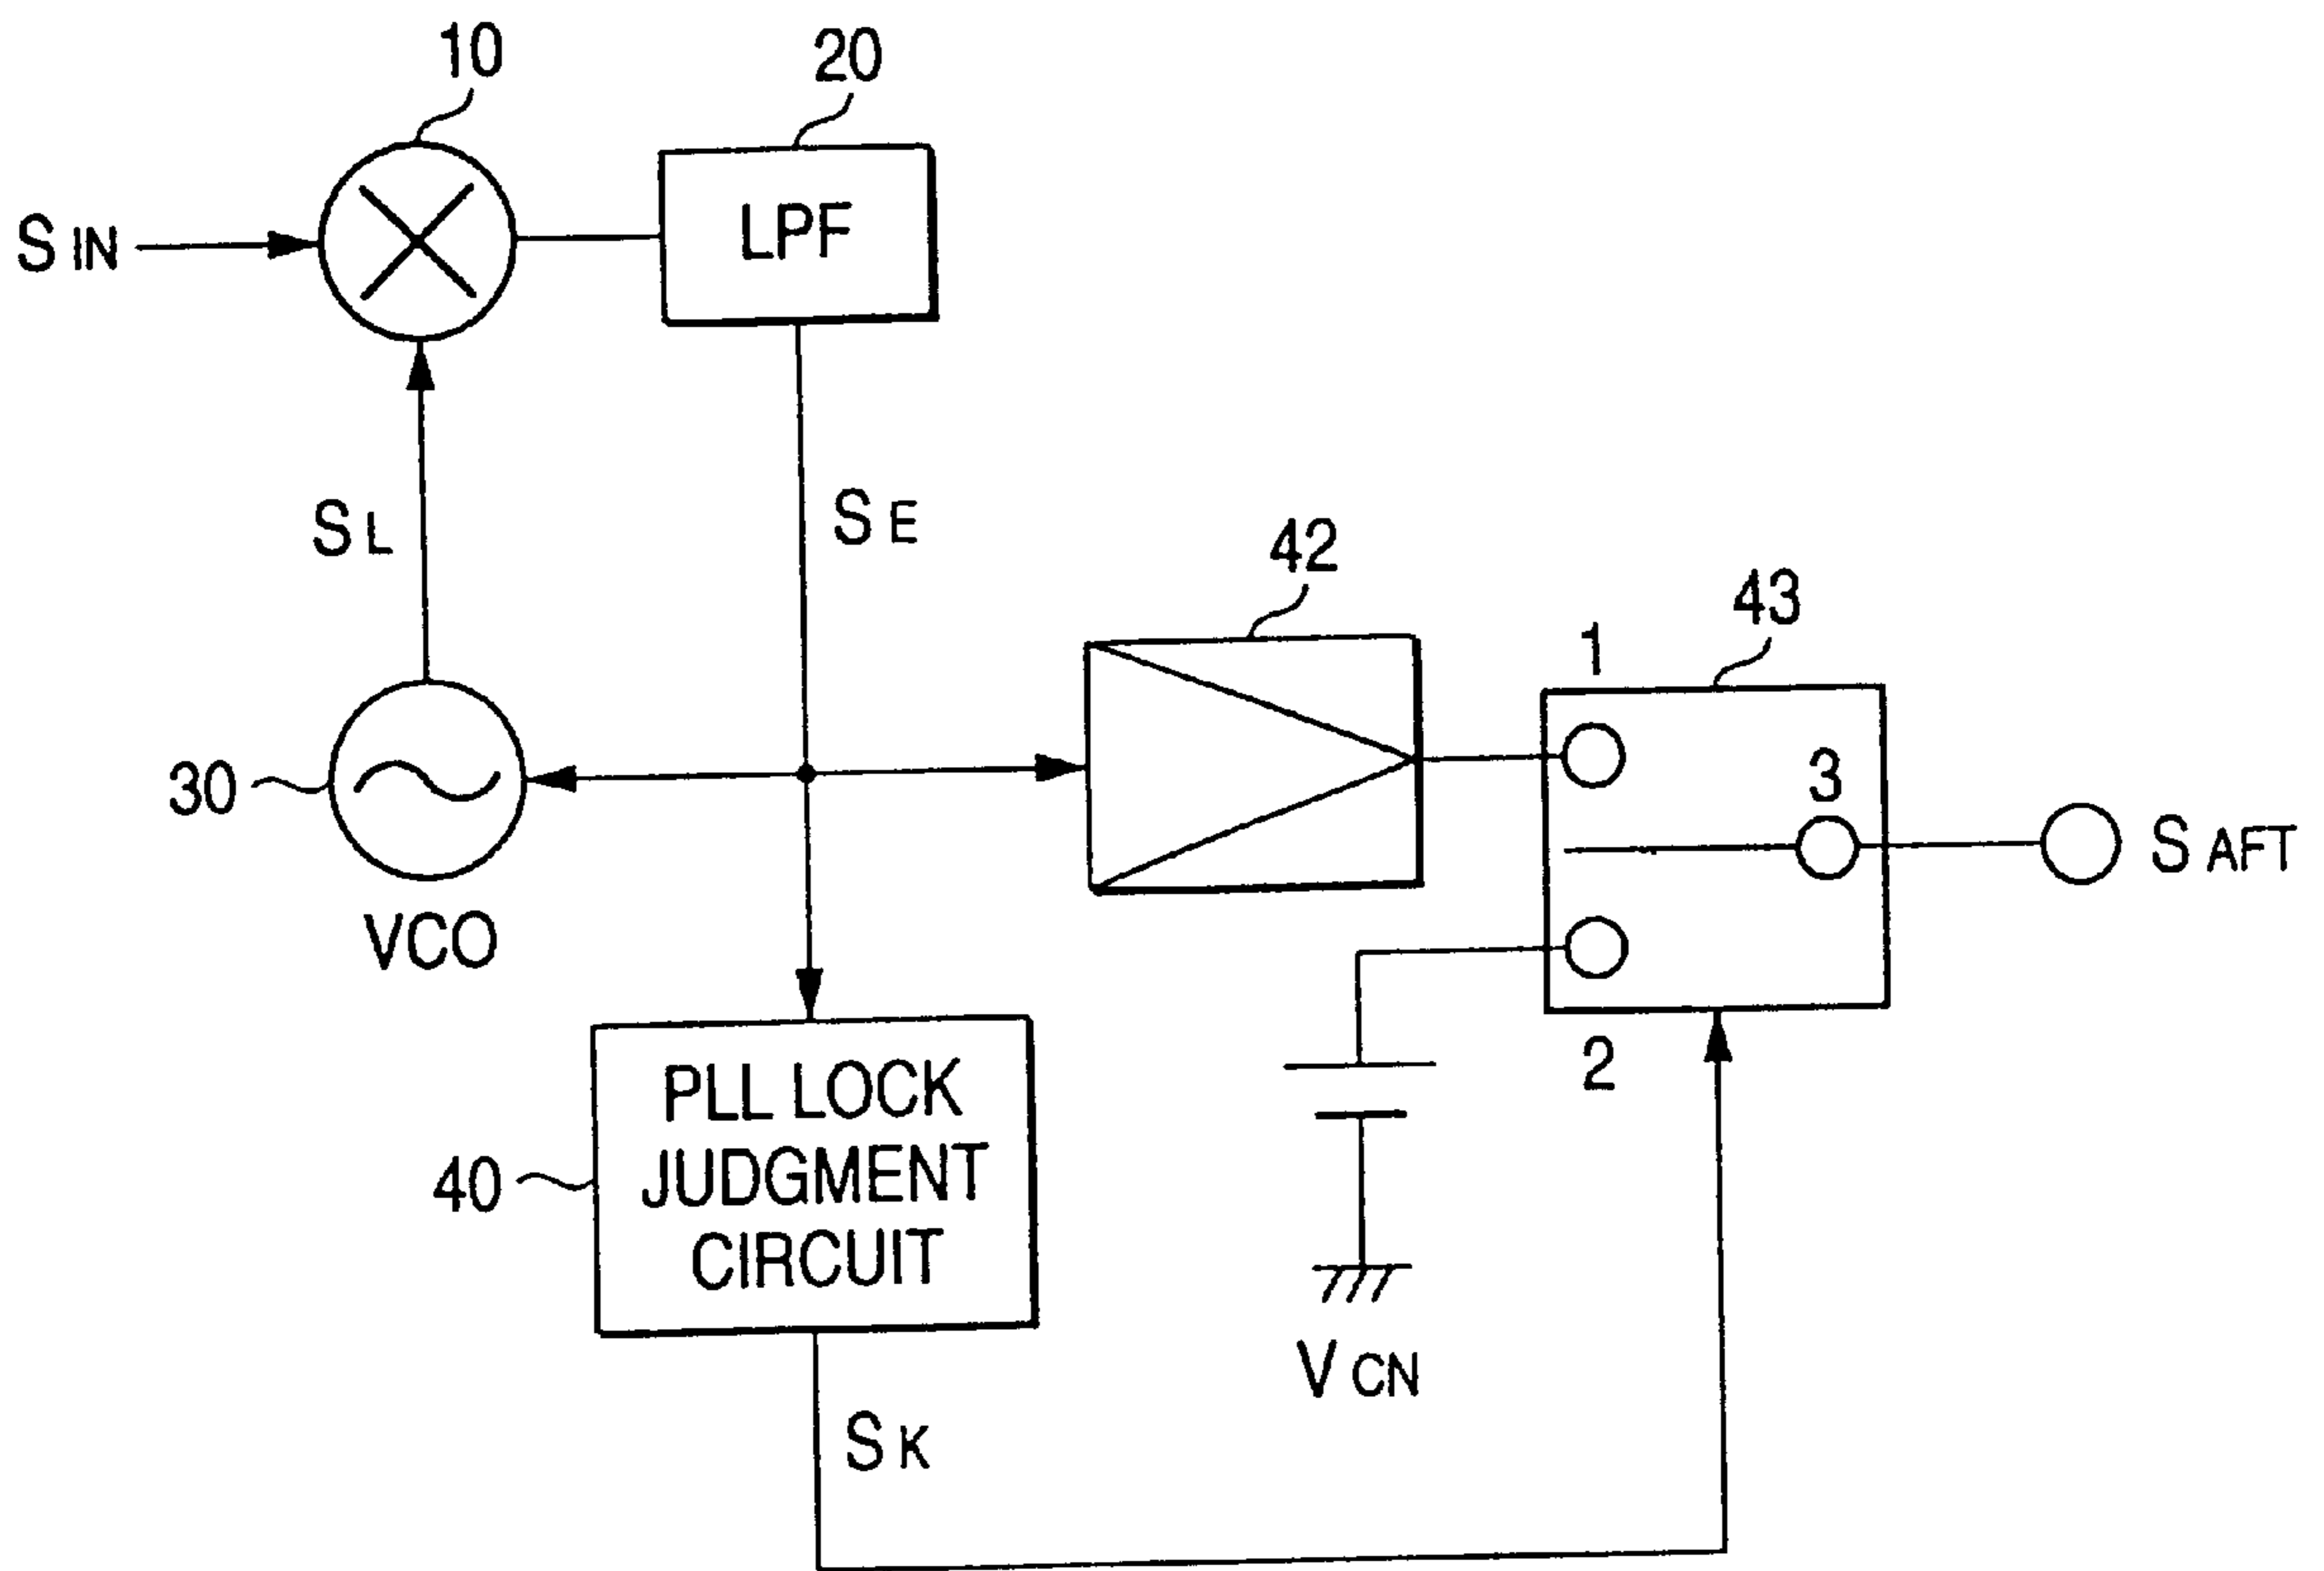 10
20
S IN
LPF
S L
S E
42
43
1
30
3
S AFT
VCO
2
PLL LOCK
JUDGMENT
CIRCUIT
40
V CN
S K